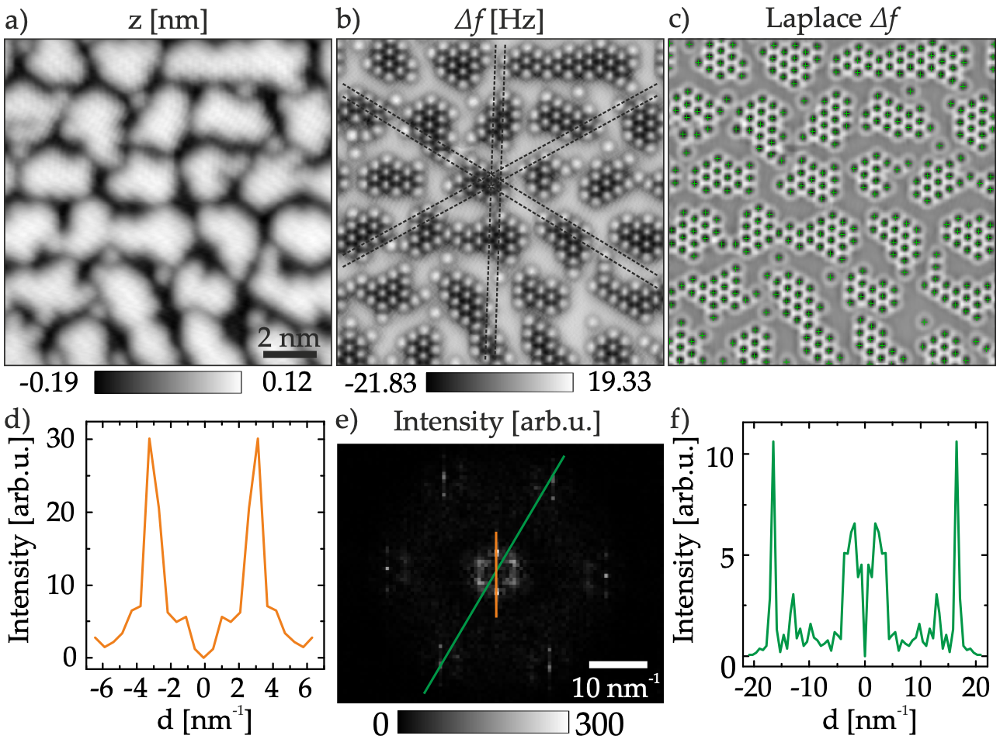 a) z [nm] b) Δf [Hz] c) Laplace Δf
2 nm
-0.19 0.12 -21.83 19.33
d) e) Intensity [arb.u.] f)
Intensity [arb.u.]
30
20
10
0
-6 -4 -2 0 2 4 6
d [nm⁻¹]
10 nm⁻¹
0 300
Intensity [arb.u.]
10
5
0
-20 -10 0 10 20
d [nm⁻¹]